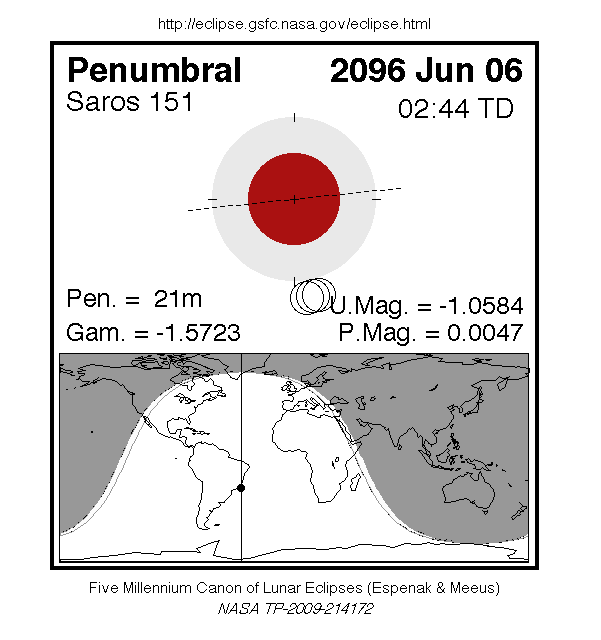 http://eclipse.gsfc.nasa.gov/eclipse.html
Penumbral 2096 Jun 06
Saros 151 02:44 TD
Pen. = 21m U.Mag. = -1.0584
Gam. = -1.5723 P.Mag. = 0.0047
Five Millennium Canon of Lunar Eclipses (Espenak & Meeus)
NASA TP-2009-214172